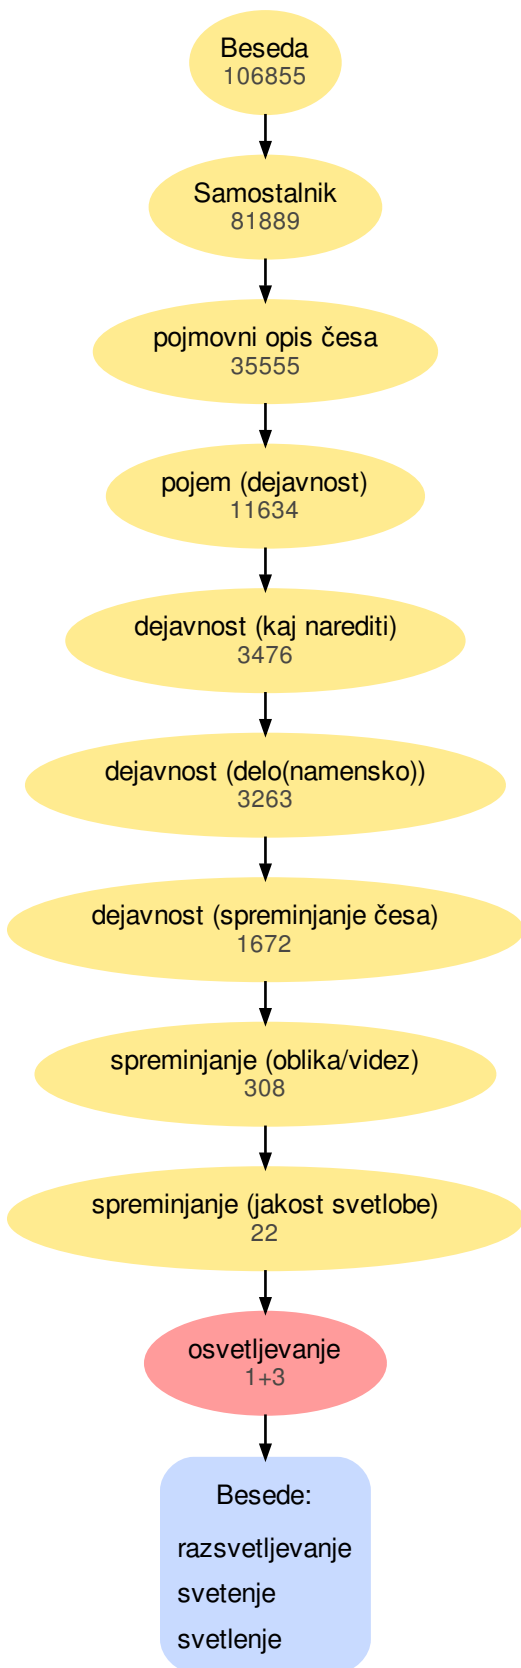 Beseda
106855
Samostalnik
81889
pojmovni opis česa
35555
pojem (dejavnost)
11634
dejavnost (kaj narediti)
3476
dejavnost (delo(namensko))
3263
dejavnost (spreminjanje česa)
1672
spreminjanje (oblika/videz)
308
spreminjanje (jakost svetlobe)
22
osvetljevanje
1+3
Besede:
razsvetljevanje
svetenje
svetlenje